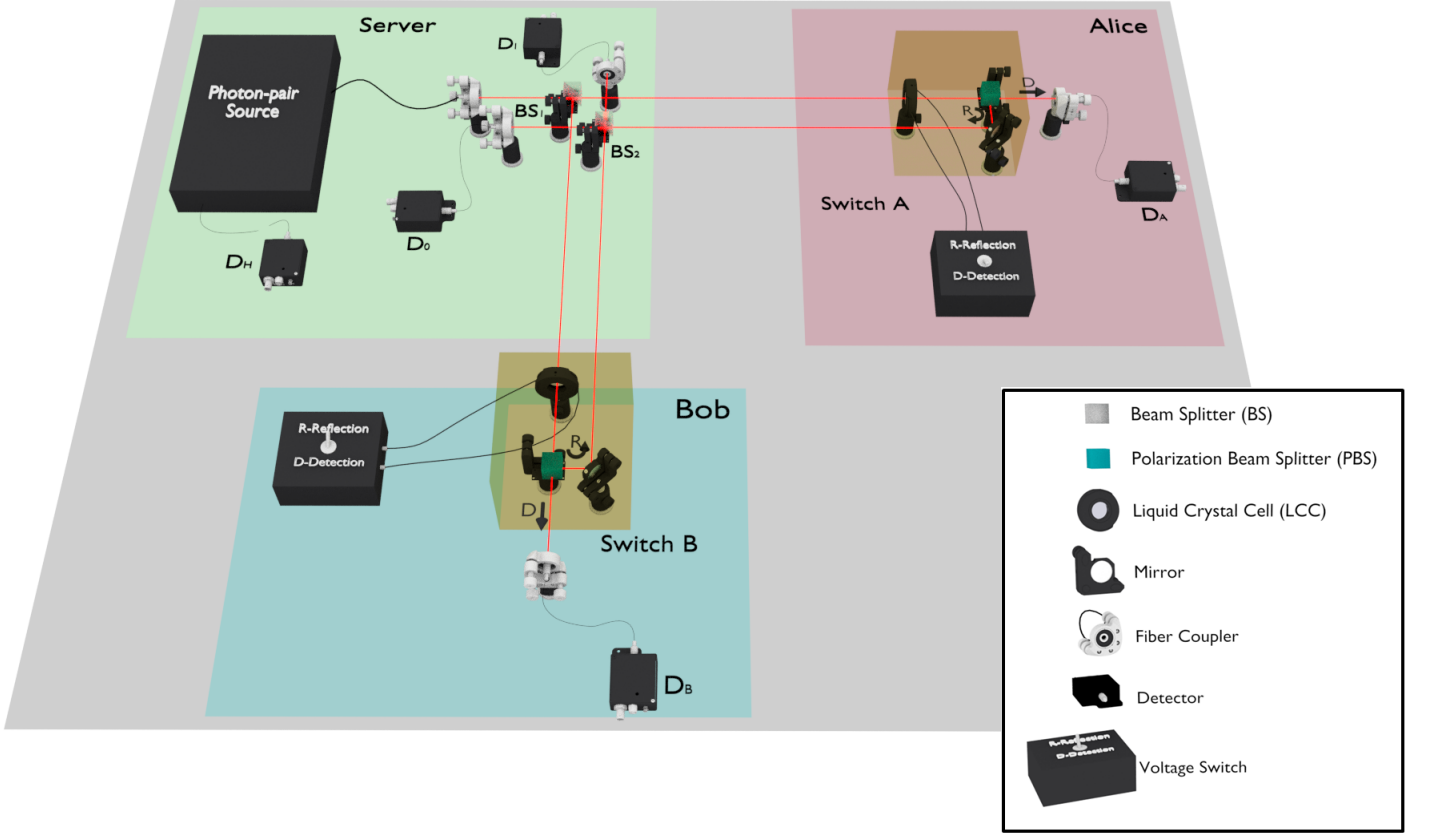 Server
Alice
D₁
Photon-pair
Source
BS₁
BS₂
D
R
Switch A
D₀
Dₕ
Dₐ
R-Reflection
D-Detection
Bob
R-Reflection
D-Detection
R
D
Switch B
D_B
Beam Splitter (BS)
Polarization Beam Splitter (PBS)
Liquid Crystal Cell (LCC)
Mirror
Fiber Coupler
Detector
R-Reflection
D-Detection
Voltage Switch